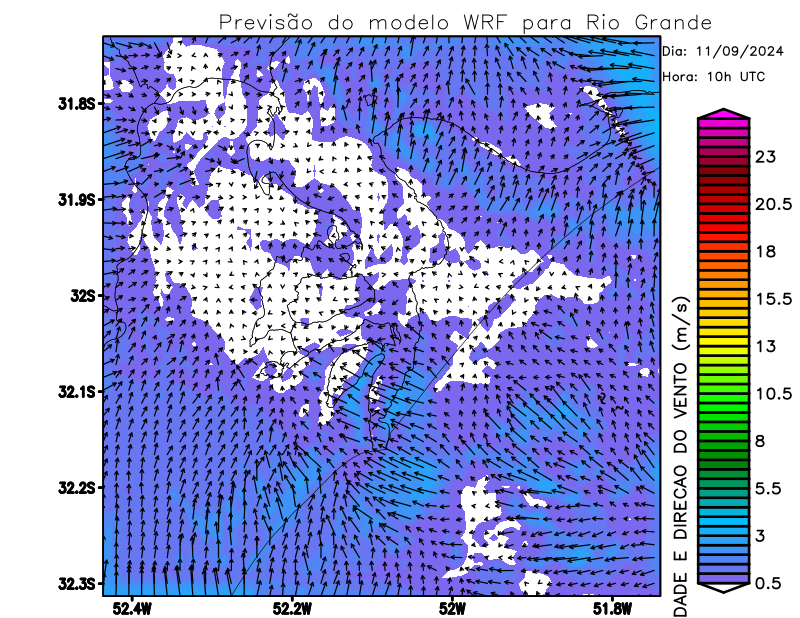 Previsão do modelo WRF para Rio Grande
Dia: 11/09/2024
Hora: 10h UTC
31.8S
31.9S
32S
32.1S
32.2S
32.3S
52.4W 52.2W 52W 51.8W
23
20.5
18
15.5
13
10.5
8
5.5
3
0.5
DADE E DIRECAO DO VENTO (m/s)